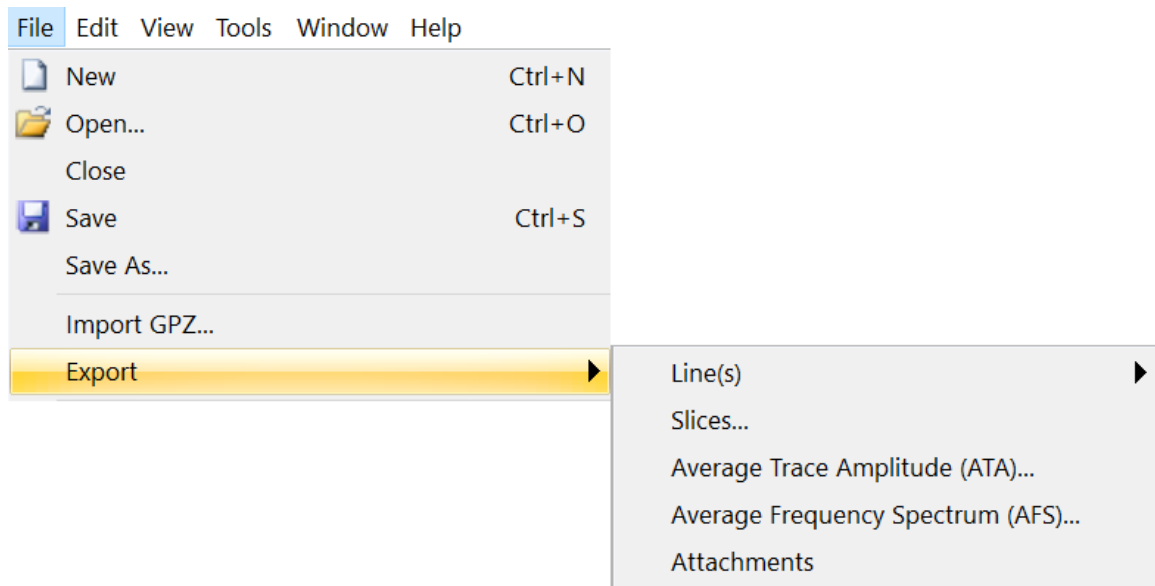 File Edit View Tools Window Help
New Ctrl+N
Open... Ctrl+O
Close
Save Ctrl+S
Save As...
Import GPZ...
Export
Line(s)
Slices...
Average Trace Amplitude (ATA)...
Average Frequency Spectrum (AFS)...
Attachments